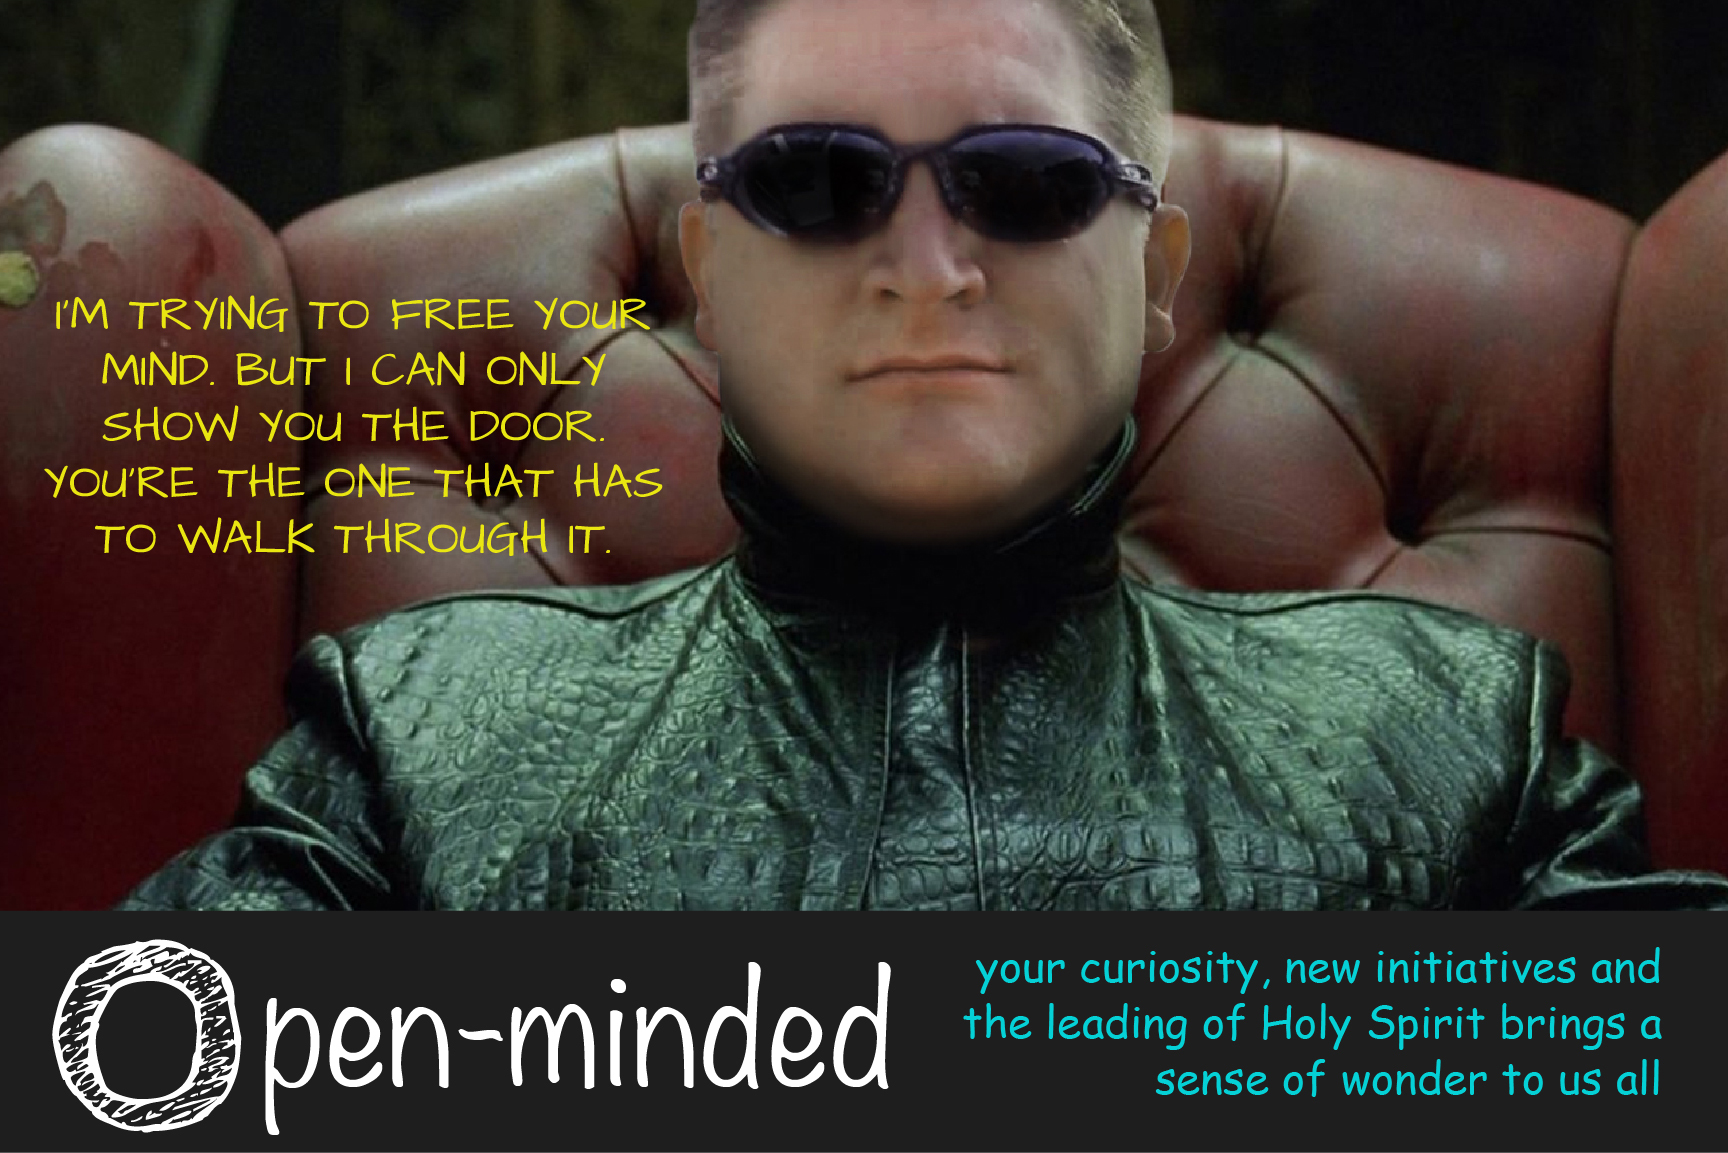 I'M TRYING TO FREE YOUR
MIND. BUT I CAN ONLY
SHOW YOU THE DOOR.
YOU'RE THE ONE THAT HAS
TO WALK THROUGH IT.
Open-minded
your curiosity, new initiatives and
the leading of Holy Spirit brings a
sense of wonder to us all